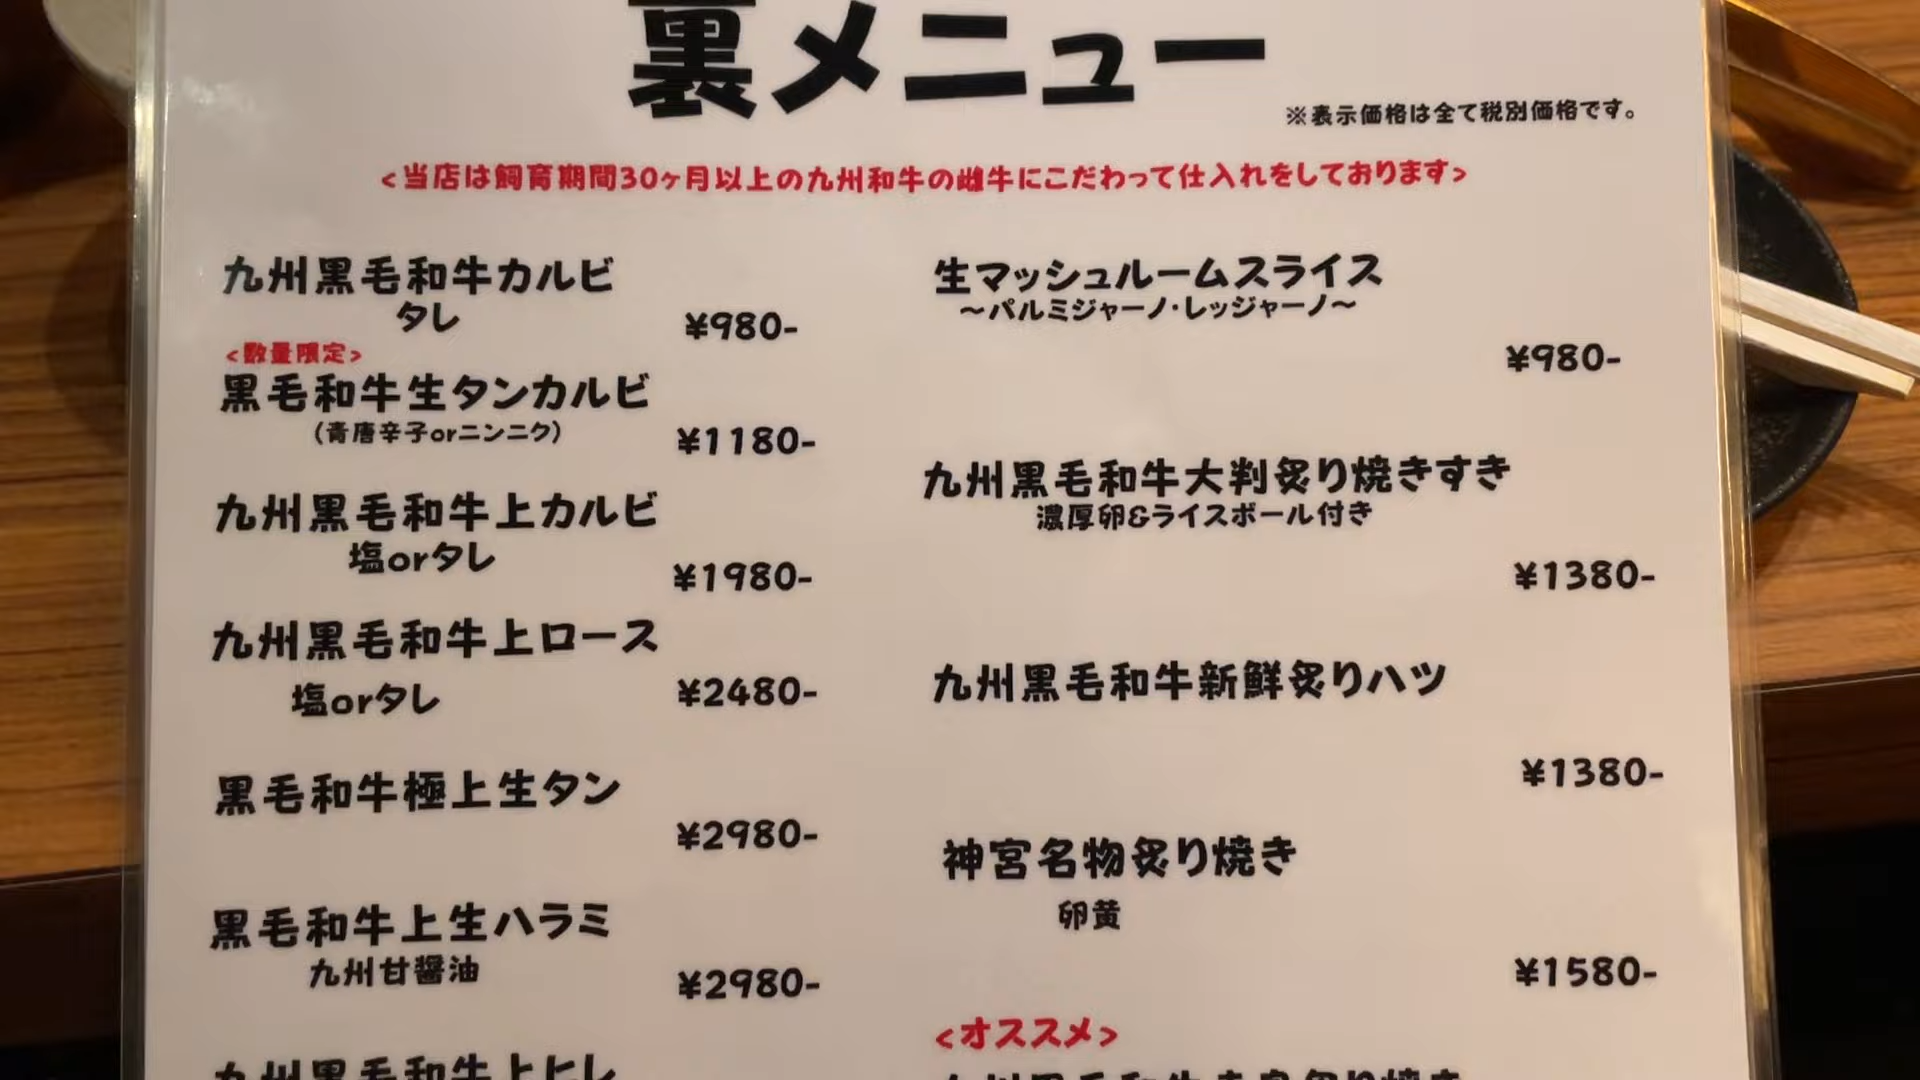 裏メニュー
※表示価格は全て税別価格です。
<当店は飼育期間30ヶ月以上の九州和牛の雌牛にこだわって仕入れをしております>
九州黒毛和牛カルビ
タレ
¥980-
<数量限定>
黒毛和牛生タンカルビ
(青唐辛子orニンニク)
¥1180-
九州黒毛和牛上カルビ
塩orタレ
¥1980-
九州黒毛和牛上ロース
塩orタレ
¥2480-
黒毛和牛極上生タン
¥2980-
黒毛和牛上生ハラミ
九州甘醤油
¥2980-
九州黒毛和牛上ヒレ
生マッシュルームスライス
～パルミジャーノ・レッジャーノ～
¥980-
九州黒毛和牛大判炙り焼きすき
濃厚卵&ライスボール付き
¥1380-
九州黒毛和牛新鮮炙りハツ
¥1380-
神宮名物炙り焼き
卵黄
¥1580-
<オススメ>